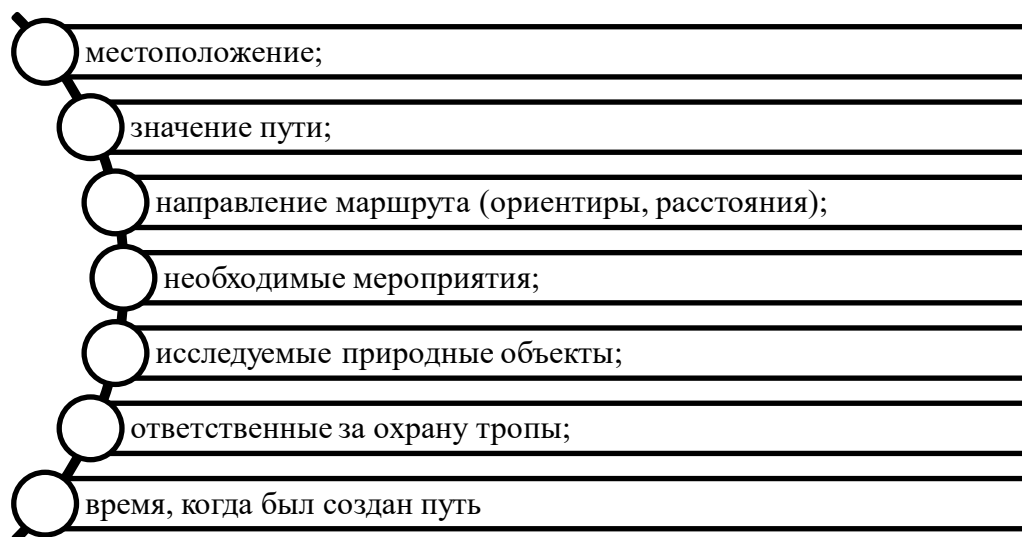 местоположение;
значение пути;
направление маршрута (ориентиры, расстояния);
необходимые мероприятия;
исследуемые природные объекты;
ответственные за охрану тропы;
время, когда был создан путь